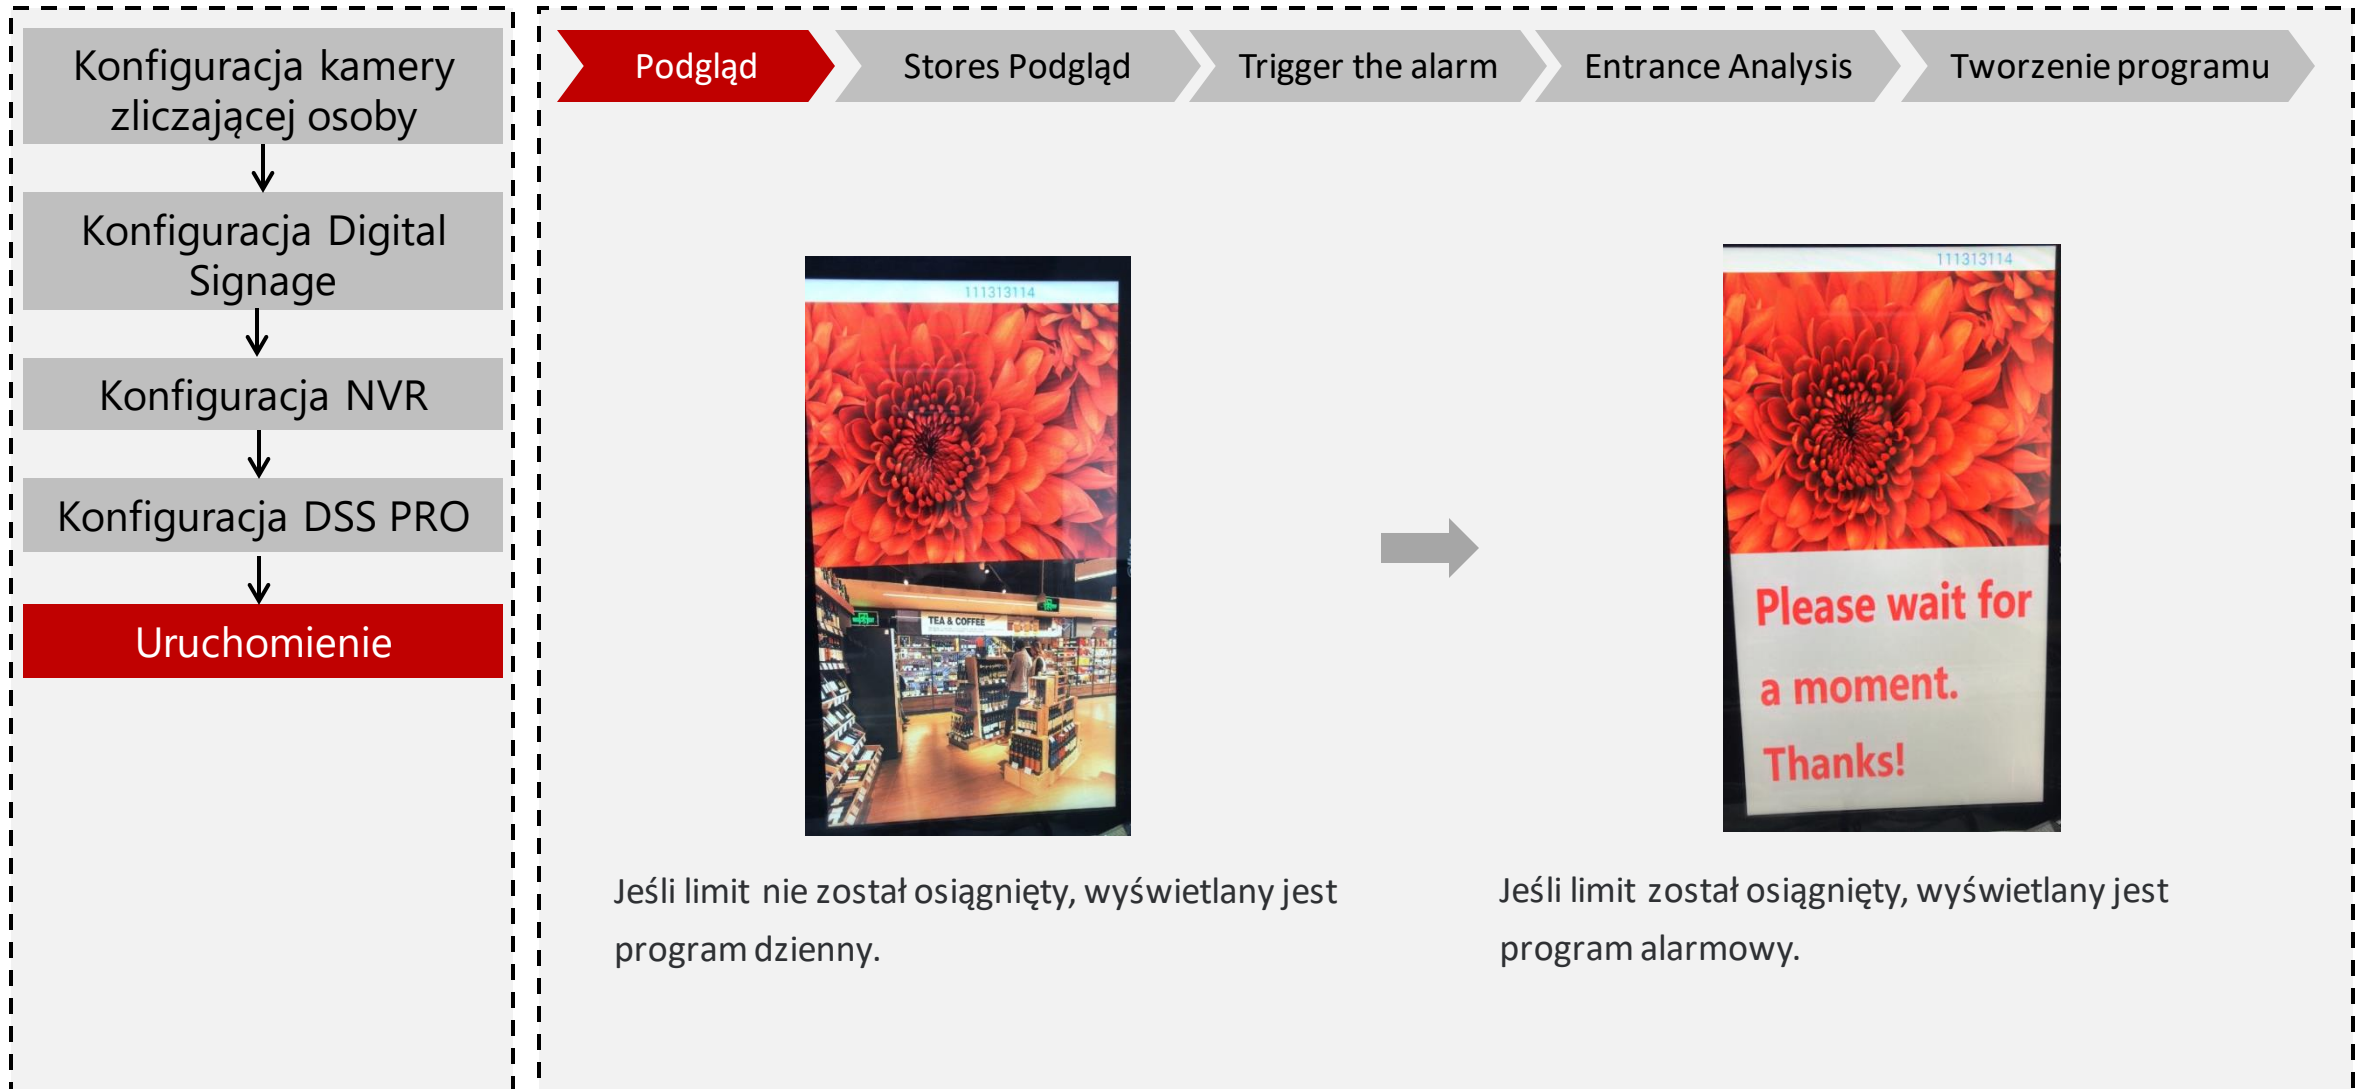 Konfiguracja kamery
zliczającej osoby
Konfiguracja Digital
Signage
Konfiguracja NVR
Konfiguracja DSS PRO
Uruchomienie
Podgląd
Stores Podgląd
Trigger the alarm
Entrance Analysis
Tworzenie programu
111313114
TEA & COFFEE
Jeśli limit nie został osiągnięty, wyświetlany jest
program dzienny.
111313114
Please wait for
a moment.
Thanks!
Jeśli limit został osiągnięty, wyświetlany jest
program alarmowy.